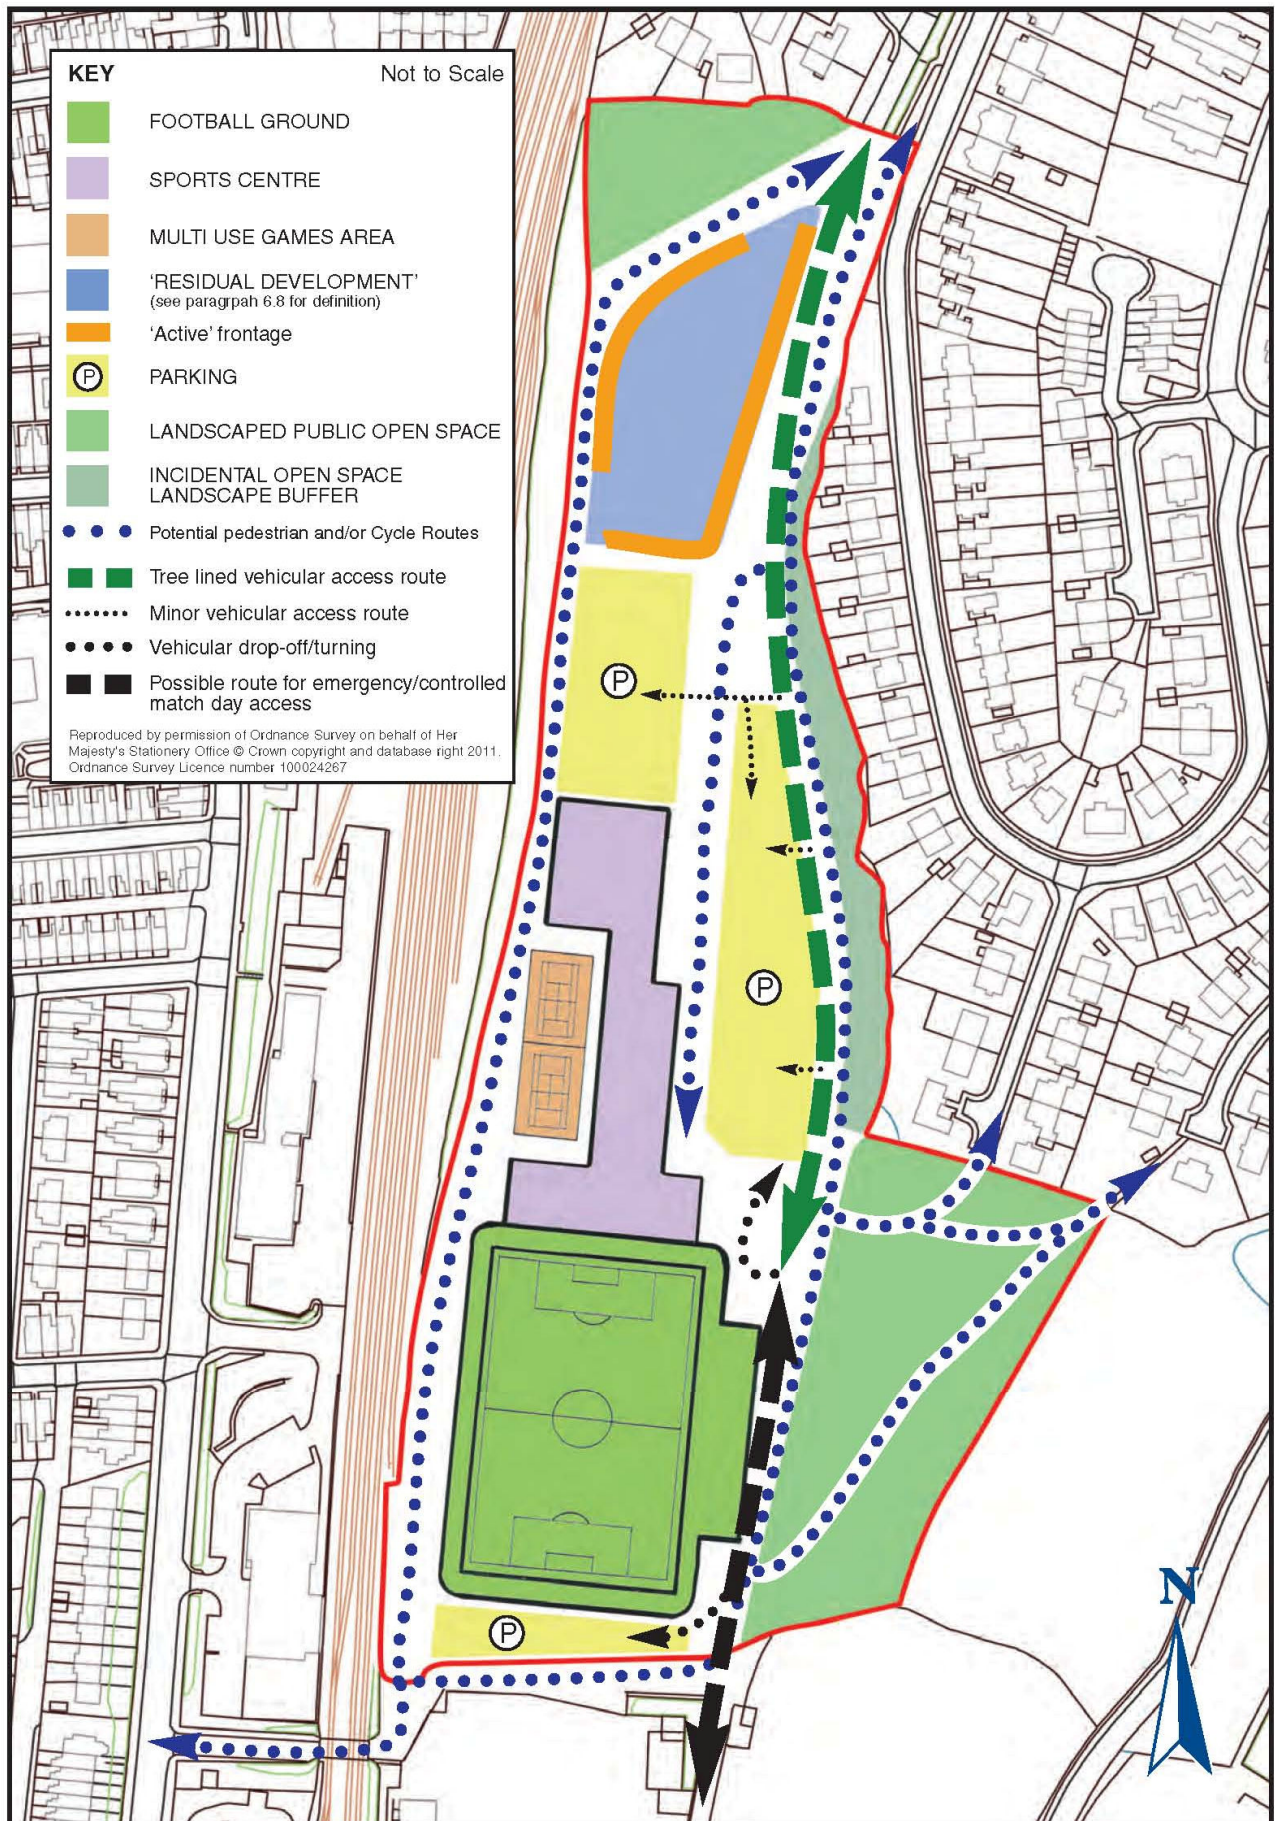 KEY
Not to Scale
FOOTBALL GROUND
SPORTS CENTRE
MULTI USE GAMES AREA
'RESIDUAL DEVELOPMENT'
(see paragrpah 6.8 for definition)
'Active' frontage
P
PARKING
LANDSCAPED PUBLIC OPEN SPACE
INCIDENTAL OPEN SPACE
LANDSCAPE BUFFER
Potential pedestrian and/or Cycle Routes
Tree lined vehicular access route
Minor vehicular access route
Vehicular drop-off/turning
Possible route for emergency/controlled
match day access
Reproduced by permission of Ordnance Survey on behalf of Her
Majesty's Stationery Office © Crown copyright and database right 2011.
Ordnance Survey Licence number 100024267
P
P
P
N